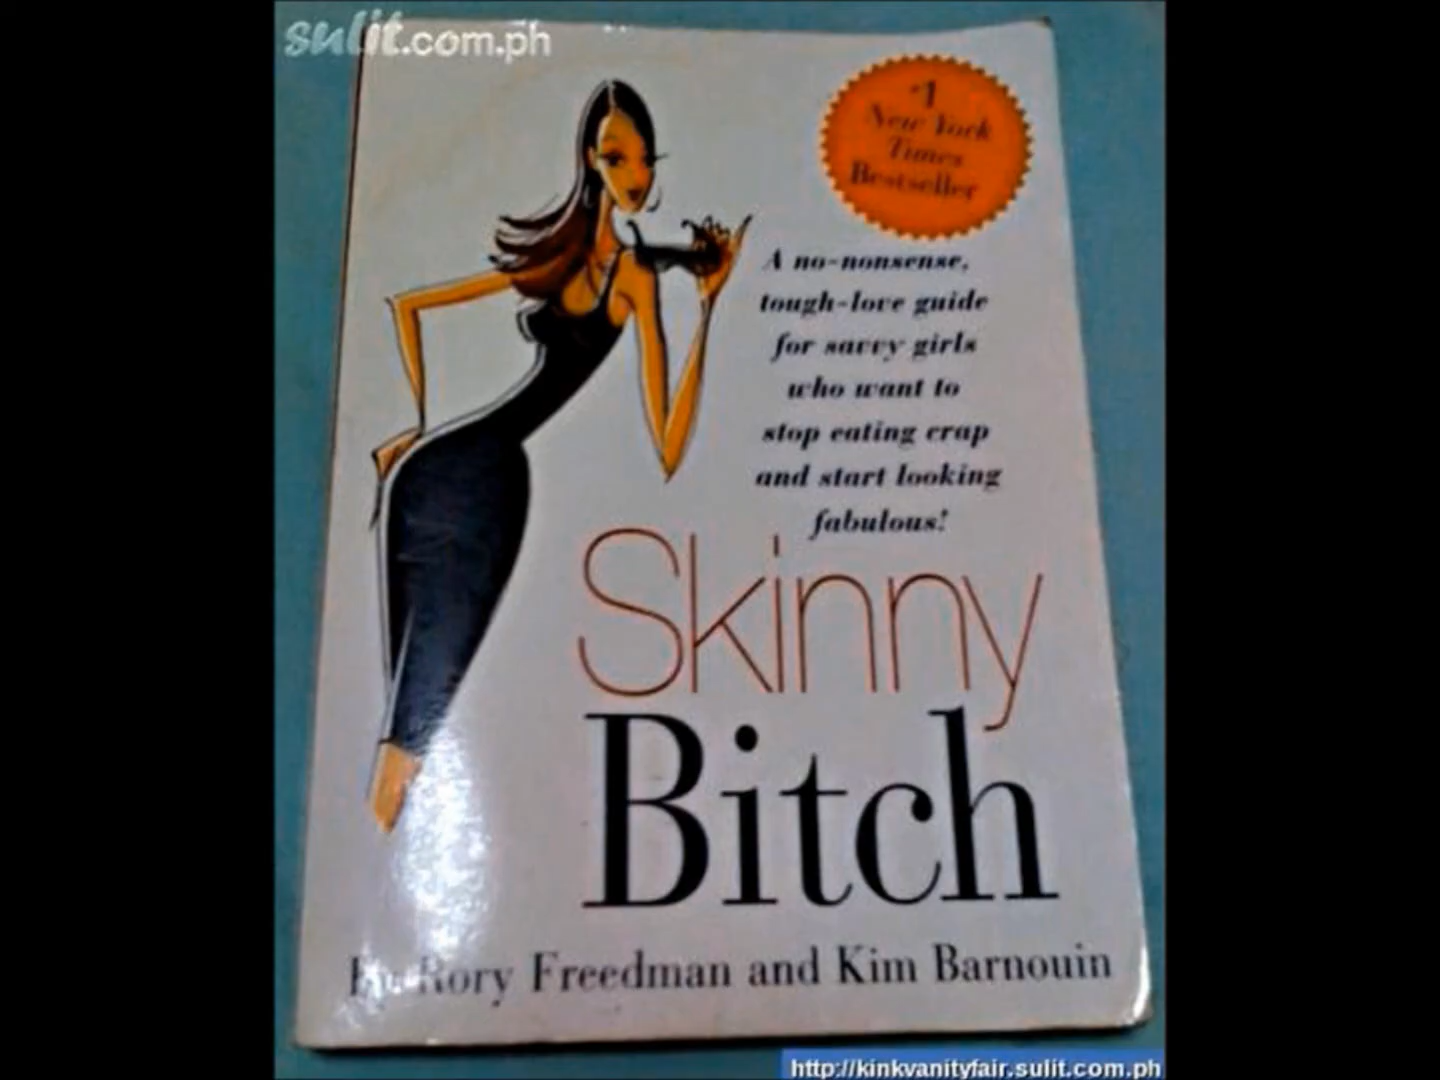 sulit.com.ph
#1
New York
Times
Bestseller
A no-nonsense,
tough-love guide
for savvy girls
who want to
stop eating crap
and start looking
fabulous!
Skinny
Bitch
By Rory Freedman and Kim Barnouin
http://kinkvanityfair.sulit.com.ph